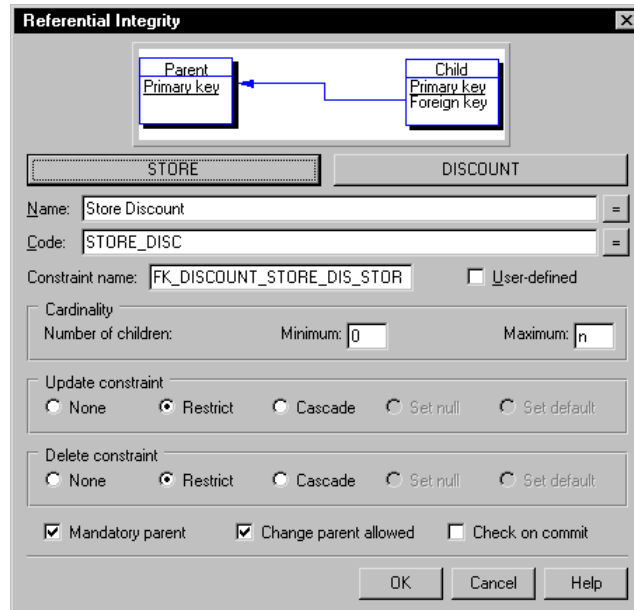 Referential Integrity
Parent Child
Primary key Primary key
Foreign key
STORE DISCOUNT
Name: Store Discount =
Code: STORE_DISC =
Constraint name: FK_DISCOUNT_STORE_DIS_STOR User-defined
Cardinality
Number of children: Minimum: 0 Maximum: n
Update constraint
None Restrict Cascade Set null Set default
Delete constraint
None Restrict Cascade Set null Set default
Mandatory parent Change parent allowed Check on commit
OK Cancel Help